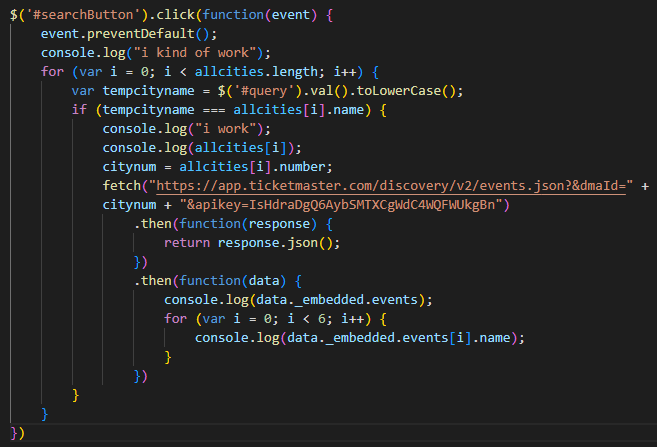 $('#searchButton').click(function(event) {
    event.preventDefault();
    console.log("i kind of work");
    for (var i = 0; i < allcities.length; i++) {
        var tempcityname = $('#query').val().toLowerCase();
        if (tempcityname === allcities[i].name) {
            console.log("i work");
            console.log(allcities[i]);
            citynum = allcities[i].number;
            fetch("https://app.ticketmaster.com/discovery/v2/events.json?&dmaId=" +
            citynum + "&apikey=IsHdraDgQ6AybSMTXCgWdC4WQFWUkgBn")
                .then(function(response) {
                    return response.json();
                })
                .then(function(data) {
                    console.log(data._embedded.events);
                    for (var i = 0; i < 6; i++) {
                        console.log(data._embedded.events[i].name);
                    }
                })
        }
    }
})